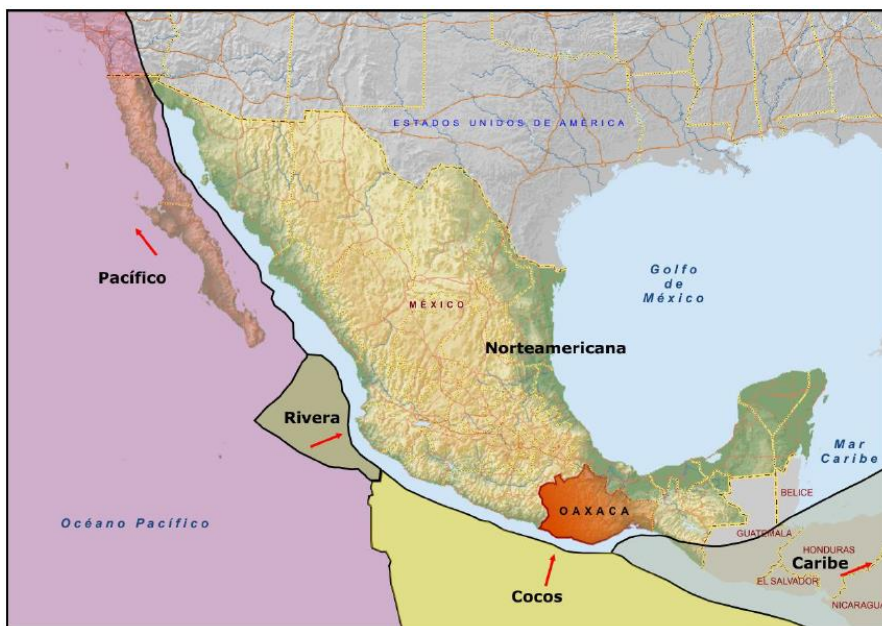 ESTADOS UNIDOS DE AMÉRICA
Pacífico
Golfo
de
México
MÉXICO
Norteamericana
Rivera
Mar
Caribe
BELICE
OAXACA
Océano Pacífico
GUATEMALA
HONDURAS
Caribe
EL SALVADOR
Cocos
NICARAGUA